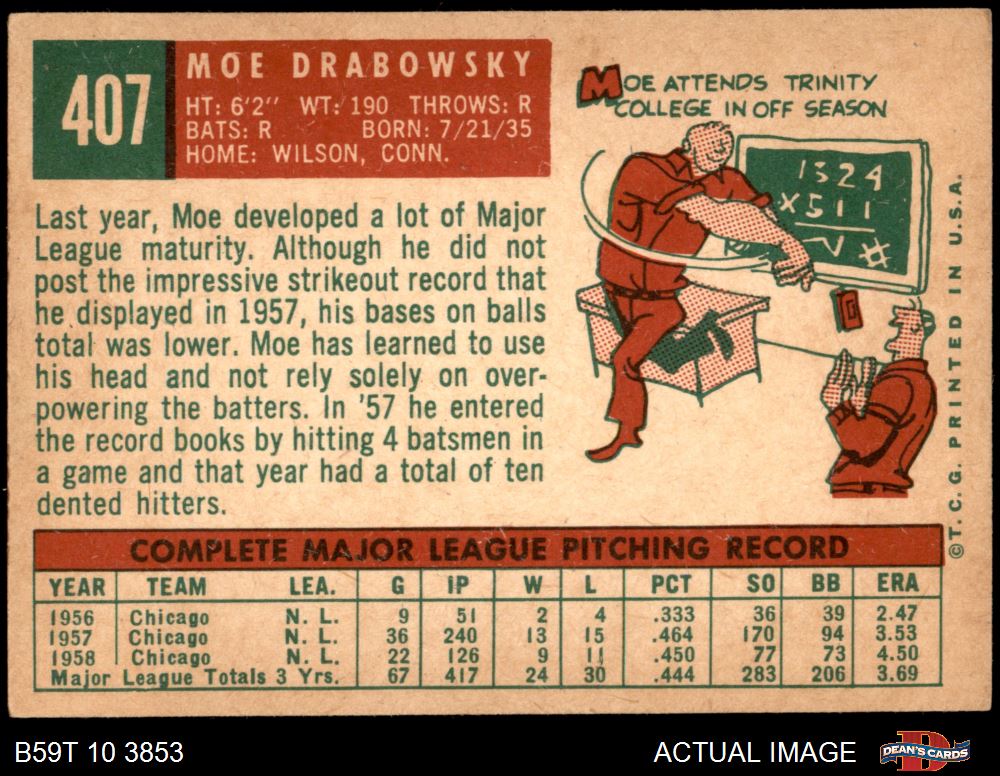 407
MOE DRABOWSKY
HT: 6'2" WT: 190 THROWS: R
BATS: R BORN: 7/21/35
HOME: WILSON, CONN.
MOE ATTENDS TRINITY
COLLEGE IN OFF SEASON
1324
X511
Last year, Moe developed a lot of Major
League maturity. Although he did not
post the impressive strikeout record that
he displayed in 1957, his bases on balls
total was lower. Moe has learned to use
his head and not rely solely on over-
powering the batters. In '57 he entered
the record books by hitting 4 batsmen in
a game and that year had a total of ten
dented hitters.
©T.C.G. PRINTED IN U.S.A.
COMPLETE MAJOR LEAGUE PITCHING RECORD
YEAR TEAM LEA. G IP W L PCT SO BB ERA
1956 Chicago N. L. 9 51 2 4 .333 36 39 2.47
1957 Chicago N. L. 36 240 13 15 .464 170 94 3.53
1958 Chicago N. L. 22 126 9 11 .450 77 73 4.50
Major League Totals 3 Yrs. 67 417 24 30 .444 283 206 3.69
B59T 10 3853
ACTUAL IMAGE
D
DEAN'S CARDS